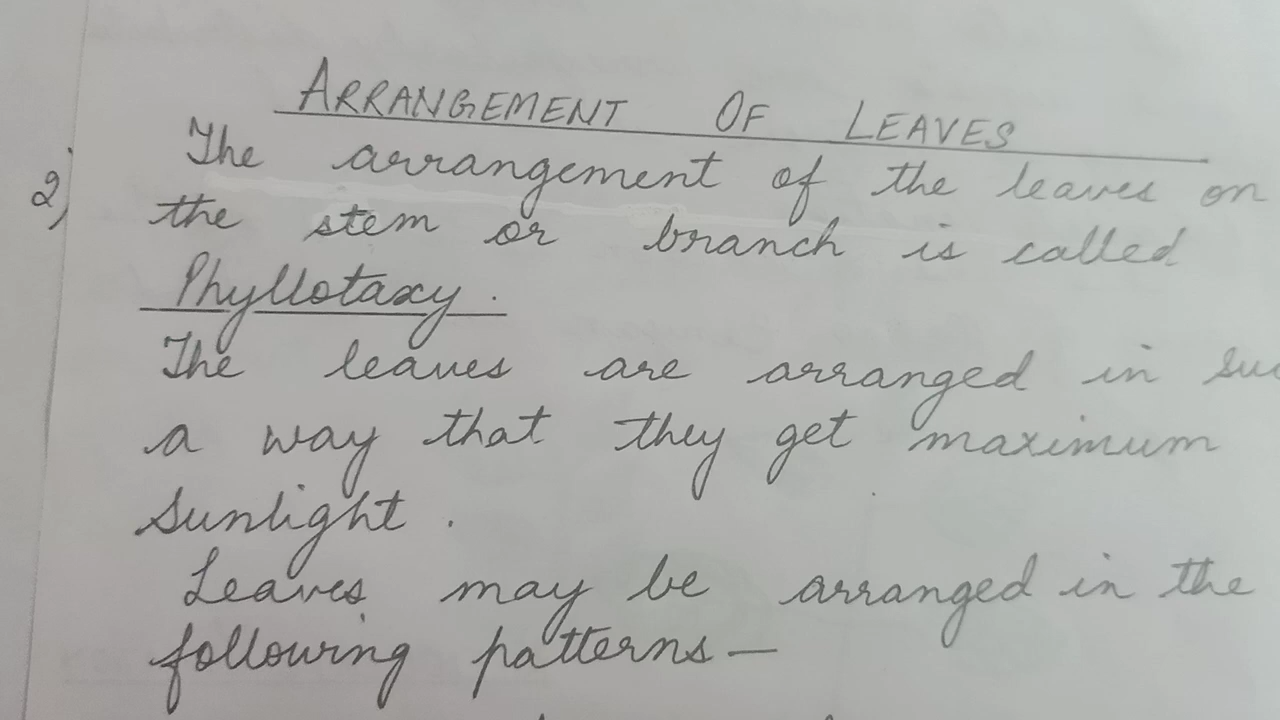 ARRANGEMENT OF LEAVES
2) The arrangement of the leaves on
the stem or branch is called
Phyllotaxy.
The leaves are arranged in
a way that they get maximum
Sunlight.
Leaves may be arranged in the
following patterns—